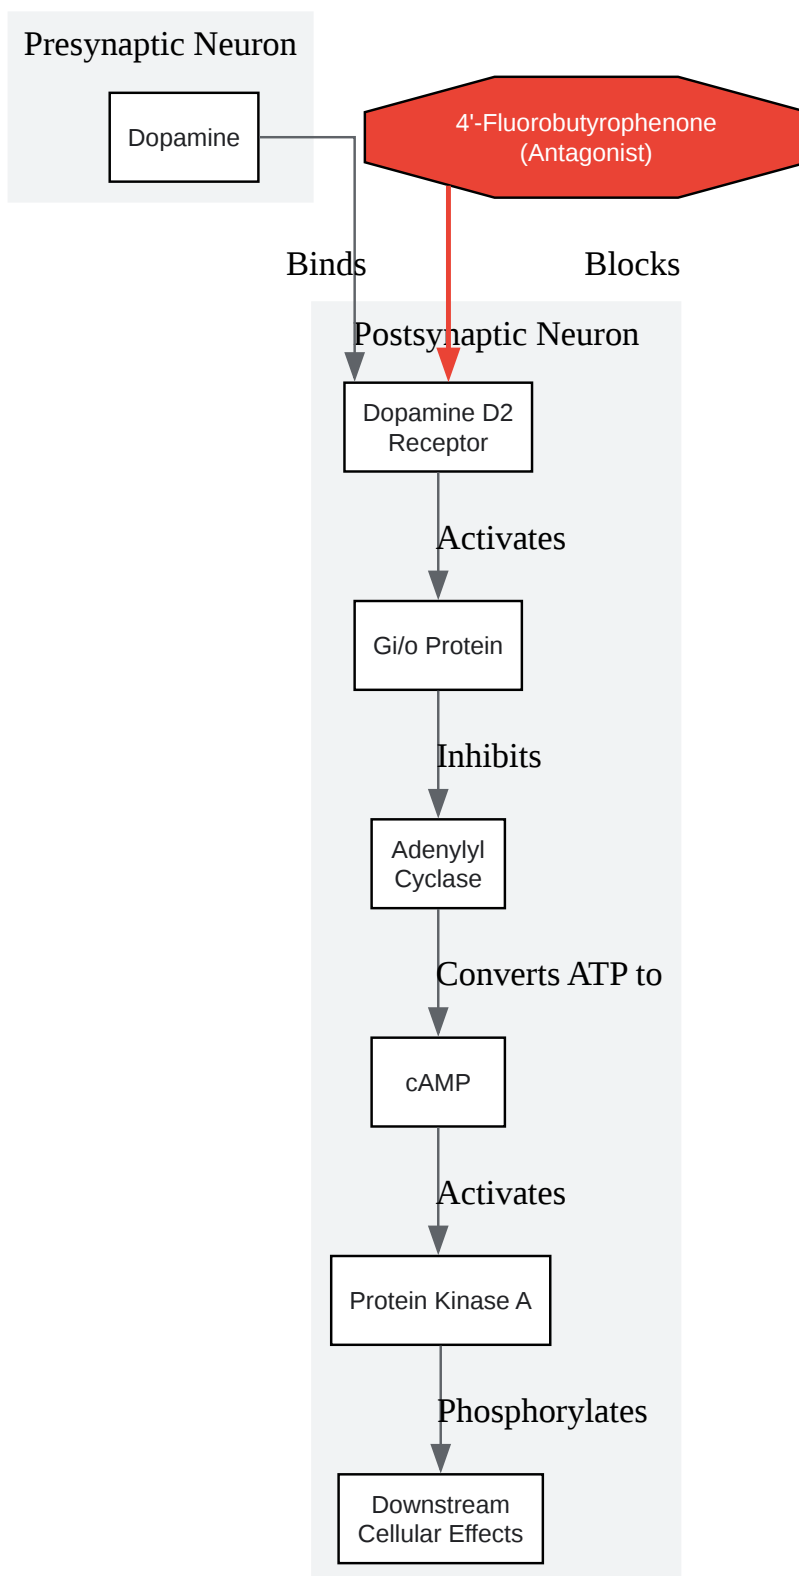 Presynaptic Neuron
Dopamine
4'-Fluorobutyrophenone
(Antagonist)
Binds
Blocks
Postsynaptic Neuron
Dopamine D2
Receptor
Activates
Gi/o Protein
Inhibits
Adenylyl
Cyclase
Converts ATP to
cAMP
Activates
Protein Kinase A
Phosphorylates
Downstream
Cellular Effects